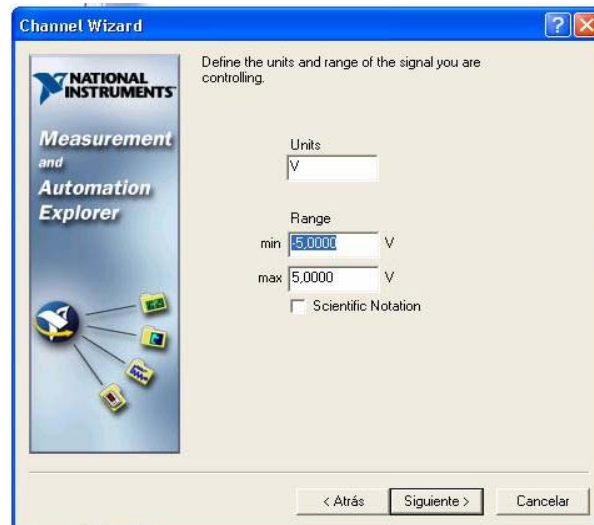 Channel Wizard
NATIONAL
INSTRUMENTS
Measurement
and
Automation
Explorer
Define the units and range of the signal you are
controlling.
Units
V
Range
min -5,0000 V
max 5,0000 V
Scientific Notation
< Atrás Siguiente > Cancelar